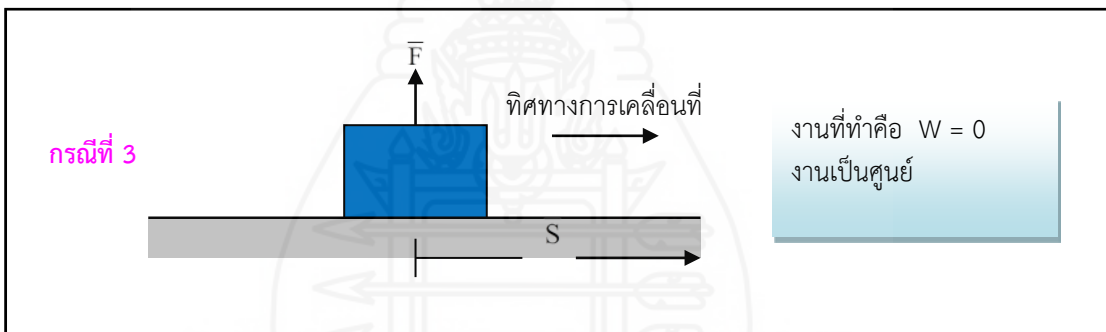 F̅
ทิศทางการเคลื่อนที่
กรณีที่ 3
งานที่ทำคือ W = 0
งานเป็นศูนย์
S